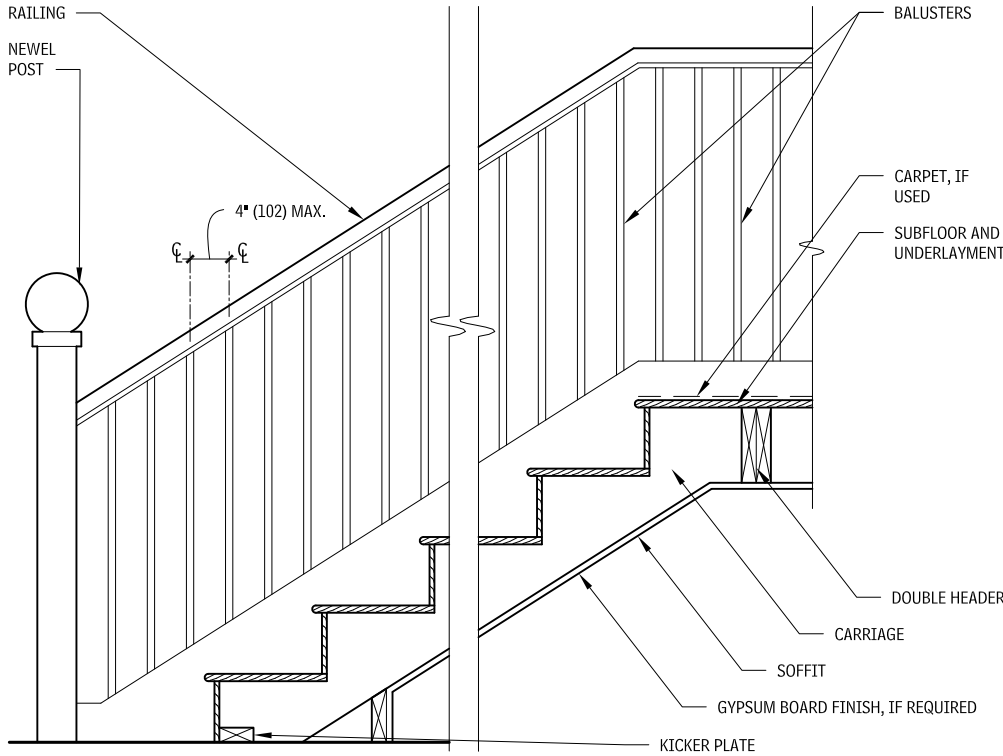 RAILING
NEWEL
POST
4" (102) MAX.
℄
℄
BALUSTERS
CARPET, IF
USED
SUBFLOOR AND
UNDERLAYMENT
DOUBLE HEADER
CARRIAGE
SOFFIT
GYPSUM BOARD FINISH, IF REQUIRED
KICKER PLATE